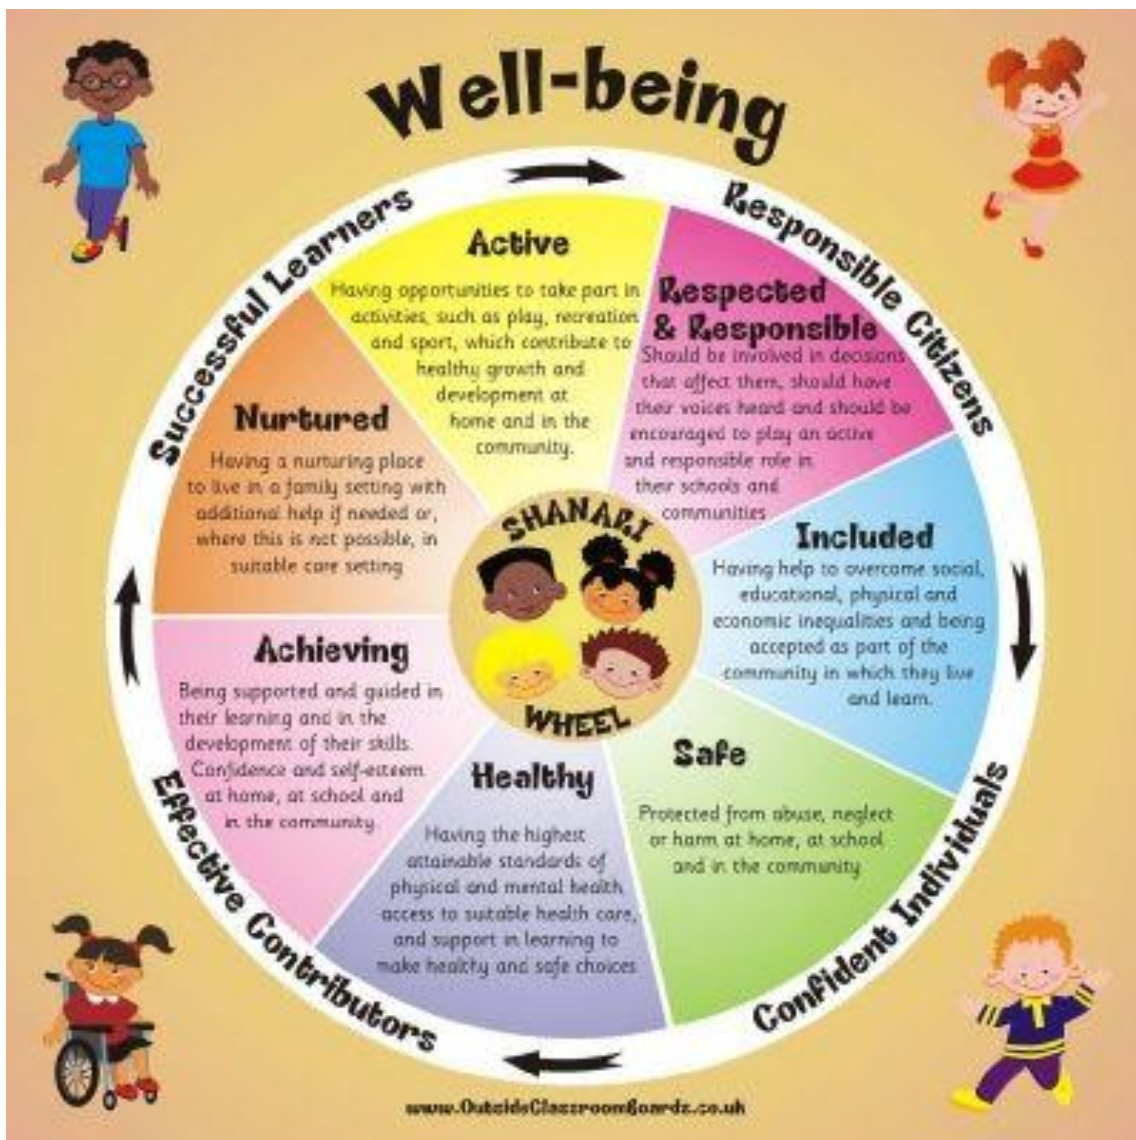 Well-being
Successful Learners
Responsible Citizens
Active
Having opportunities to take part in
activities, such as play, recreation
and sport, which contribute to
healthy growth and
development at
home and in the
community.
Respected
& Responsible
Should be involved in decisions
that affect them, should have
their voices heard and should be
encouraged to play an active
and responsible role in
their schools and
communities
Nurtured
Having a nurturing place
to live in a family setting with
additional help if needed or,
where this is not possible, in
suitable care setting
SHANARI
WHEEL
Included
Having help to overcome social,
educational, physical and
economic inequalities and being
accepted as part of the
community in which they live
and learn.
Achieving
Being supported and guided in
their learning and in the
development of their skills.
Confidence and self-esteem
at home, at school and
in the community.
Healthy
Having the highest
attainable standards of
physical and mental health,
access to suitable health care,
and support in learning to
make healthy and safe choices
Safe
Protected from abuse, neglect
or harm at home, at school
and in the community
Effective Contributors
Confident Individuals
www.OutsideClassroomBoards.co.uk